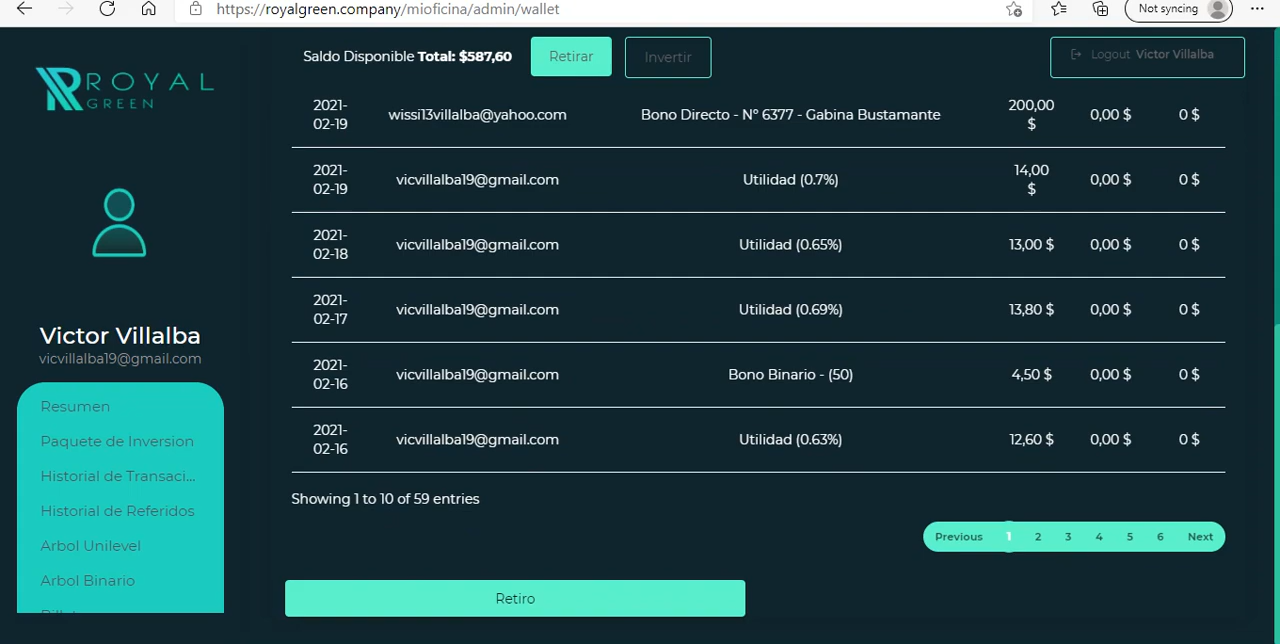 https://royalgreen.company/mioficina/admin/wallet
Not syncing
ROYAL
GREEN
Saldo Disponible Total: $587,60
Retirar
Invertir
Logout Victor Villalba
2021-
02-19 wissi13villalba@yahoo.com Bono Directo - Nº 6377 - Gabina Bustamante 200,00
$ 0,00 $ 0 $
2021-
02-19 vicvillalba19@gmail.com Utilidad (0.7%) 14,00
$ 0,00 $ 0 $
2021-
02-18 vicvillalba19@gmail.com Utilidad (0.65%) 13,00 $ 0,00 $ 0 $
2021-
02-17 vicvillalba19@gmail.com Utilidad (0.69%) 13,80 $ 0,00 $ 0 $
2021-
02-16 vicvillalba19@gmail.com Bono Binario - (50) 4,50 $ 0,00 $ 0 $
2021-
02-16 vicvillalba19@gmail.com Utilidad (0.63%) 12,60 $ 0,00 $ 0 $
Showing 1 to 10 of 59 entries
Previous 1 2 3 4 5 6 Next
Retiro
Victor Villalba
vicvillalba19@gmail.com
Resumen
Paquete de Inversion
Historial de Transaci...
Historial de Referidos
Arbol Unilevel
Arbol Binario